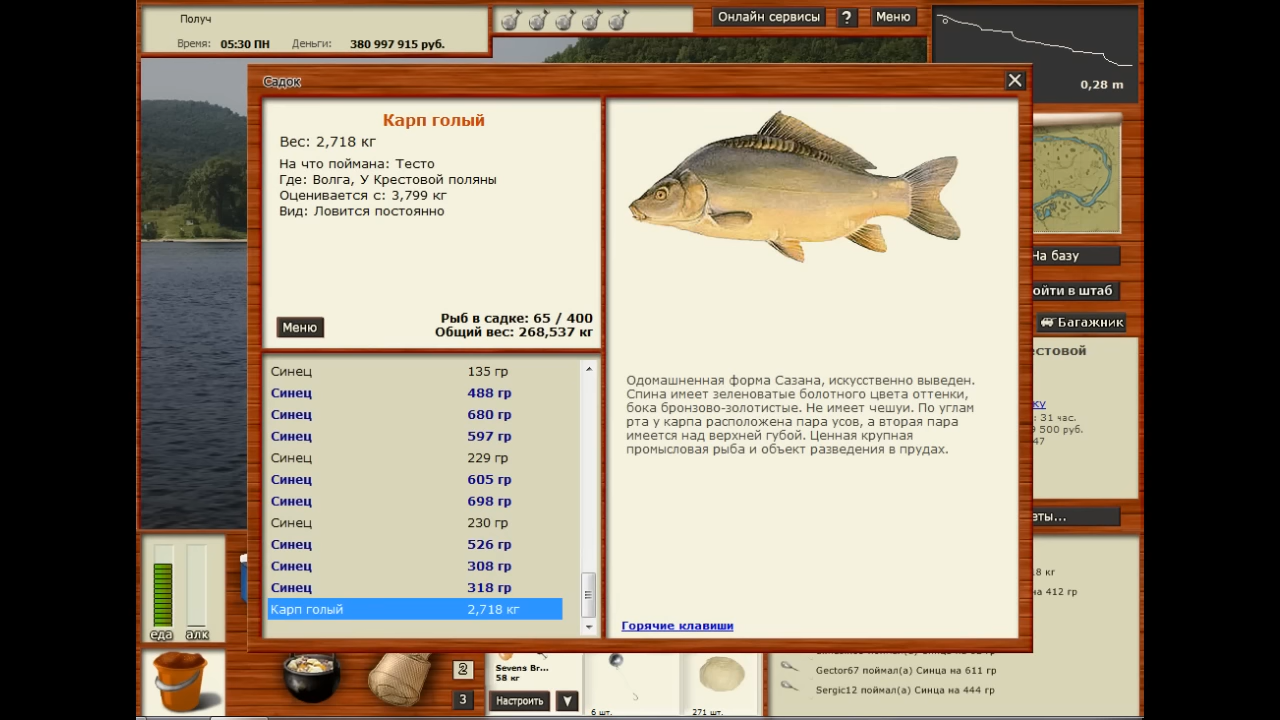 Получ
Время: 05:30 ПН Деньги: 380 997 915 руб.
Онлайн сервисы ? Меню
0,28 m
Садок
Карп голый
Вес: 2,718 кг
На что поймана: Тесто
Где: Волга, У Крестовой поляны
Оценивается с: 3,799 кг
Вид: Ловится постоянно
Меню
Рыб в садке: 65 / 400
Общий вес: 268,537 кг
Синец 135 гр
Синец 488 гр
Синец 680 гр
Синец 597 гр
Синец 229 гр
Синец 605 гр
Синец 698 гр
Синец 230 гр
Синец 526 гр
Синец 308 гр
Синец 318 гр
Карп голый 2,718 кг
Одомашненная форма Сазана, искусственно выведен.
Спина имеет зеленоватые болотного цвета оттенки,
бока бронзово-золотистые. Не имеет чешуи. По углам
рта у карпа расположена пара усов, а вторая пара
имеется над верхней губой. Ценная крупная
промысловая рыба и объект разведения в прудах.
Горячие клавиши
На базу
ойти в штаб
Багажник
естовой
ку
: 31 час.
500 руб.
47
еты...
8 кг
на 412 гр
Gector67 поймал(а) Синца на 611 гр
Sergic12 поймал(а) Синца на 444 гр
еда алк
2
3
Sevens Br...
58 кг
Настроить
6 шт.
271 шт.